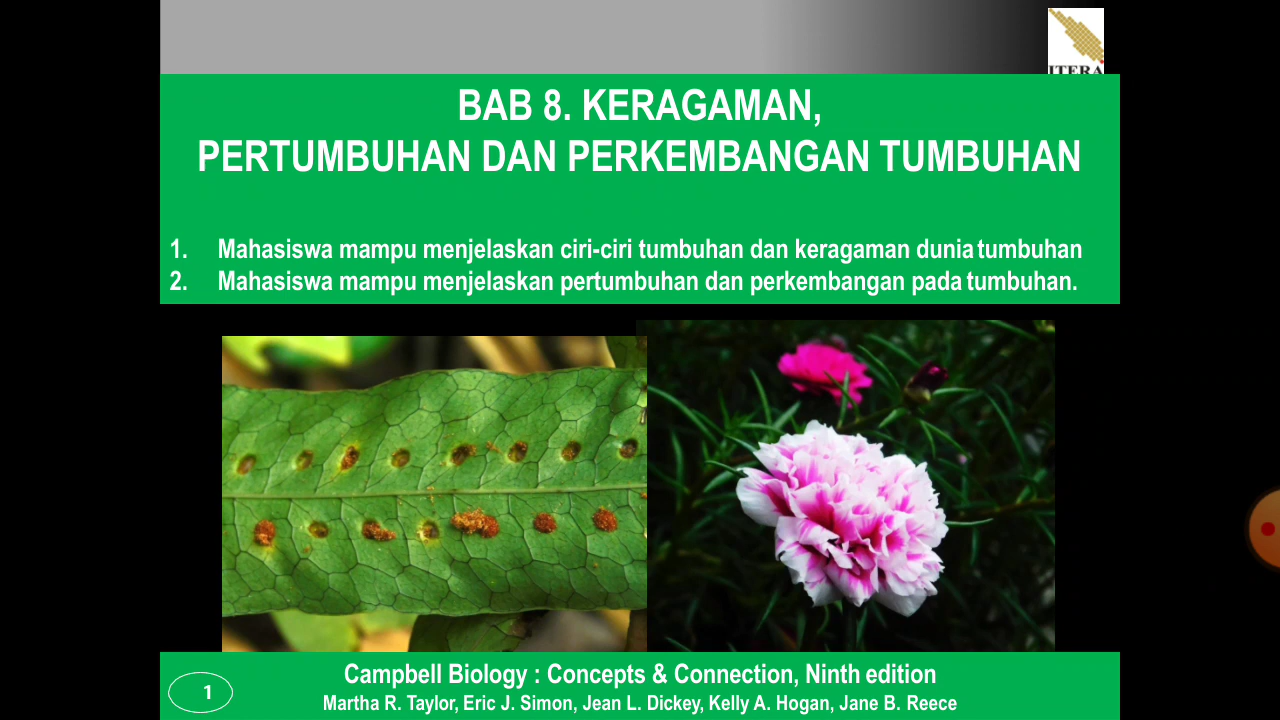 ITERA
BAB 8. KERAGAMAN,
PERTUMBUHAN DAN PERKEMBANGAN TUMBUHAN
1. Mahasiswa mampu menjelaskan ciri-ciri tumbuhan dan keragaman dunia tumbuhan
2. Mahasiswa mampu menjelaskan pertumbuhan dan perkembangan pada tumbuhan.
Campbell Biology : Concepts & Connection, Ninth edition
Martha R. Taylor, Eric J. Simon, Jean L. Dickey, Kelly A. Hogan, Jane B. Reece
1